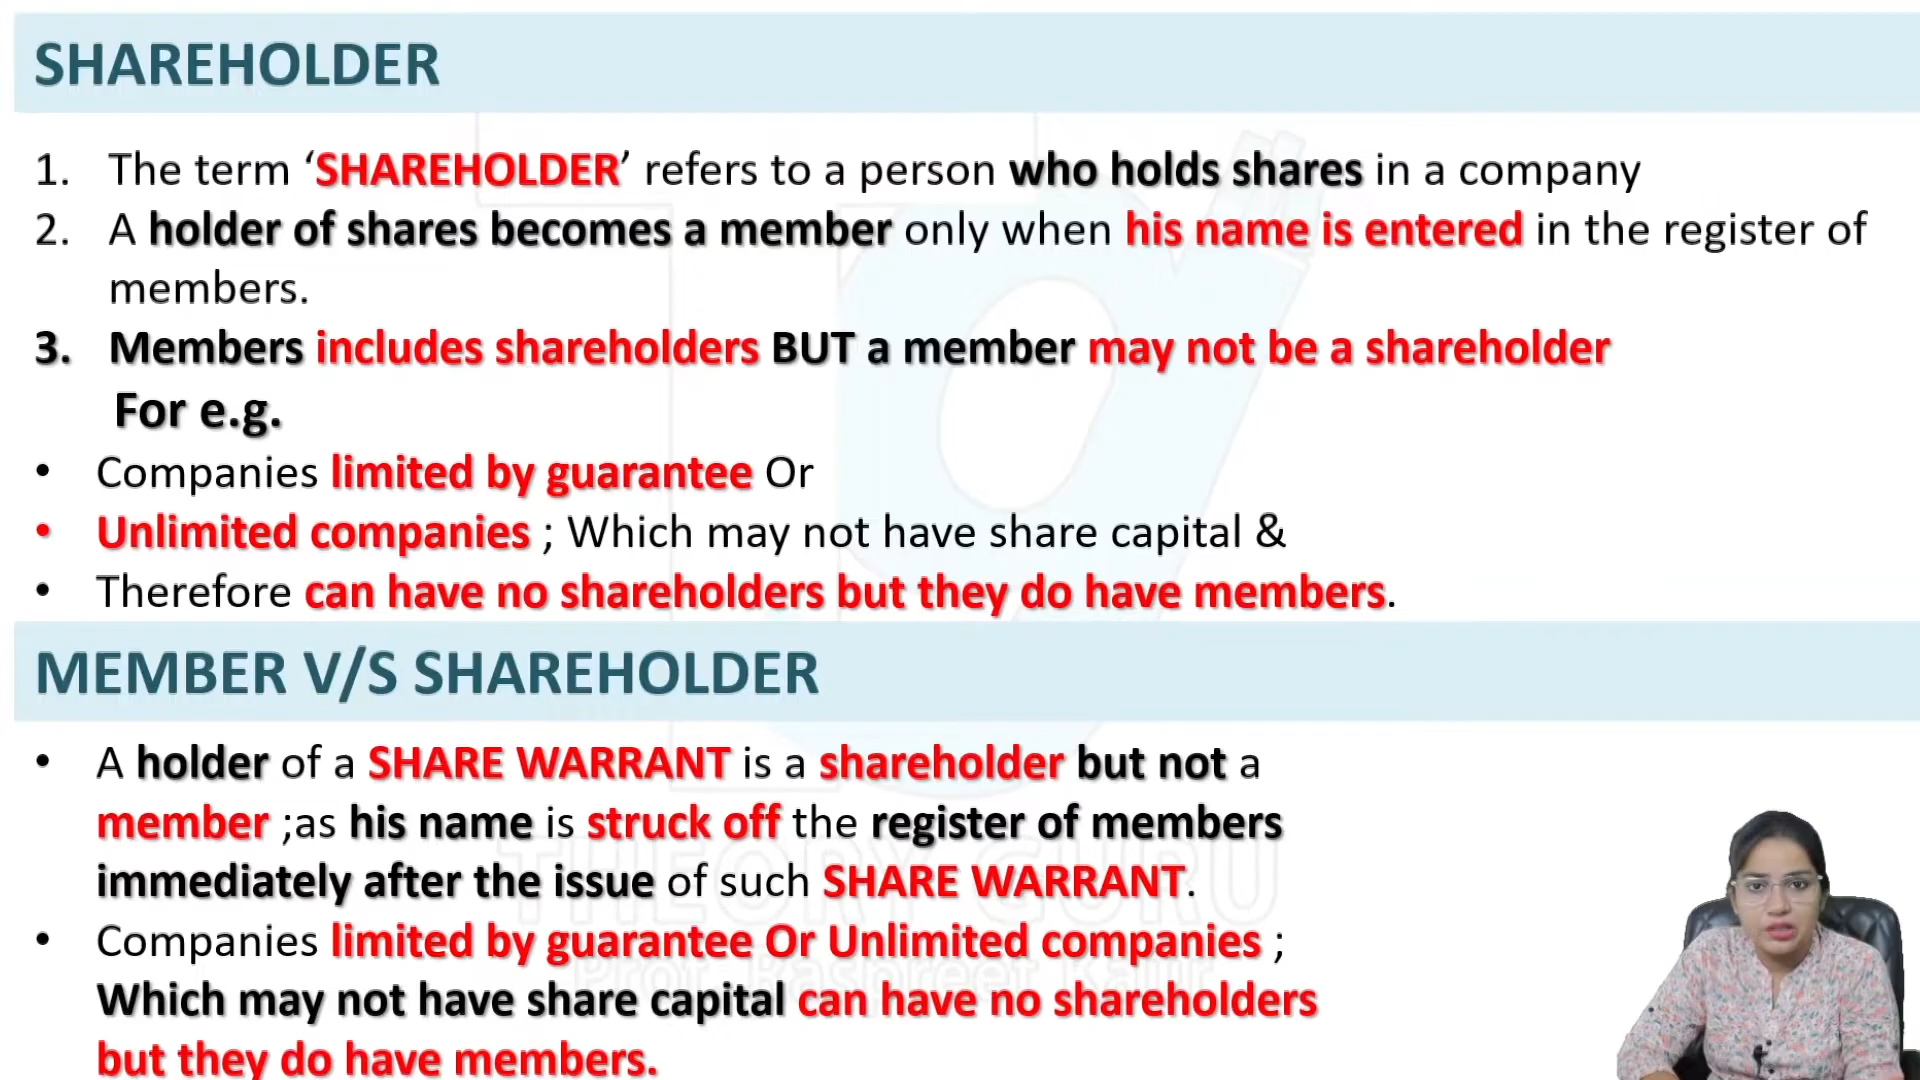 SHAREHOLDER
1. The term ‘SHAREHOLDER’ refers to a person who holds shares in a company
2. A holder of shares becomes a member only when his name is entered in the register of
members.
3. Members includes shareholders BUT a member may not be a shareholder
For e.g.
• Companies limited by guarantee Or
• Unlimited companies ; Which may not have share capital &
• Therefore can have no shareholders but they do have members.
MEMBER V/S SHAREHOLDER
• A holder of a SHARE WARRANT is a shareholder but not a
member ;as his name is struck off the register of members
immediately after the issue of such SHARE WARRANT.
• Companies limited by guarantee Or Unlimited companies ;
Which may not have share capital can have no shareholders
but they do have members.
THEORY GURU